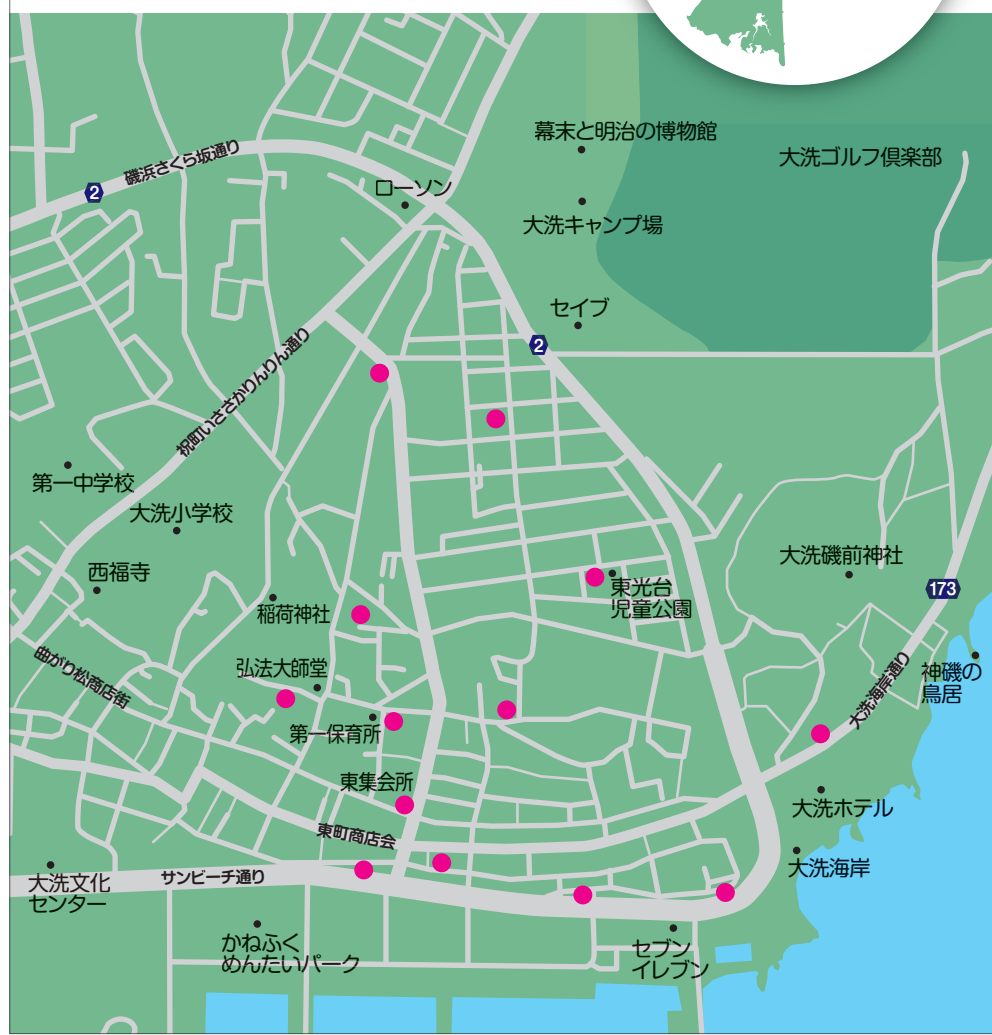 幕末と明治の博物館
大洗ゴルフ倶楽部
磯浜さくら坂通り
2
ローソン
大洗キャンプ場
セイブ
2
祝町いささかりんりん通り
第一中学校
大洗小学校
西福寺
大洗磯前神社
173
東光台
児童公園
稲荷神社
曲がり松商店街
弘法大師堂
神磯の
鳥居
大洗海岸通り
第一保育所
東集会所
大洗ホテル
東町商店会
大洗海岸
サンビーチ通り
大洗文化
センター
かねふく
めんたいパーク
セブン
イレブン